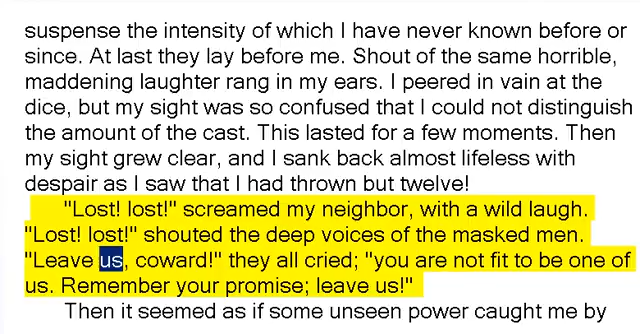 suspense the intensity of which I have never known before or
since. At last they lay before me. Shout of the same horrible,
maddening laughter rang in my ears. I peered in vain at the
dice, but my sight was so confused that I could not distinguish
the amount of the cast. This lasted for a few moments. Then
my sight grew clear, and I sank back almost lifeless with
despair as I saw that I had thrown but twelve!
"Lost! lost!" screamed my neighbor, with a wild laugh.
"Lost! lost!" shouted the deep voices of the masked men.
"Leave us, coward!" they all cried; "you are not fit to be one of
us. Remember your promise; leave us!"
Then it seemed as if some unseen power caught me by